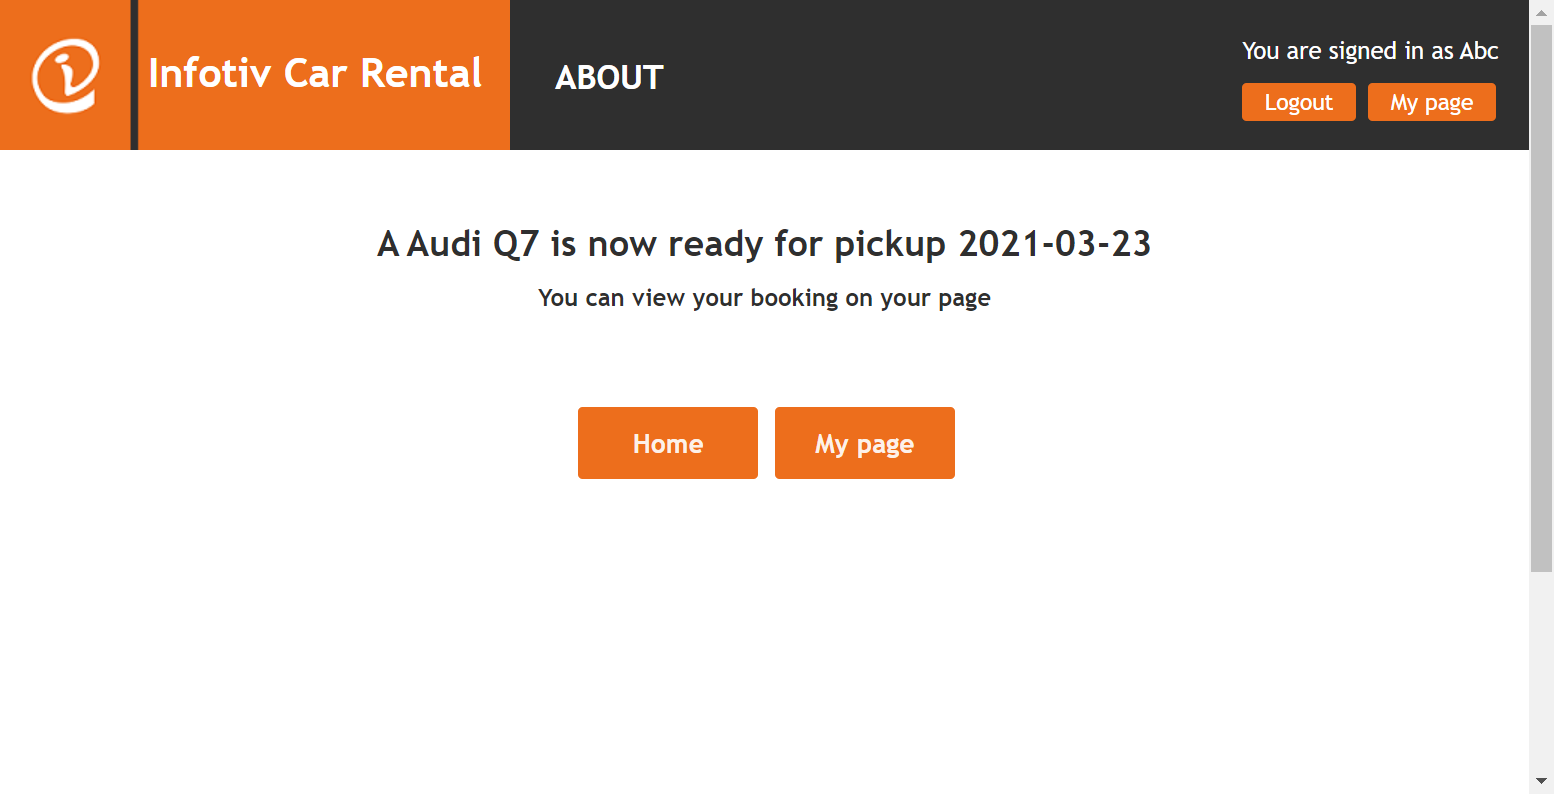 Infotiv Car Rental
ABOUT
You are signed in as Abc
Logout
My page
A Audi Q7 is now ready for pickup 2021-03-23
You can view your booking on your page
Home
My page